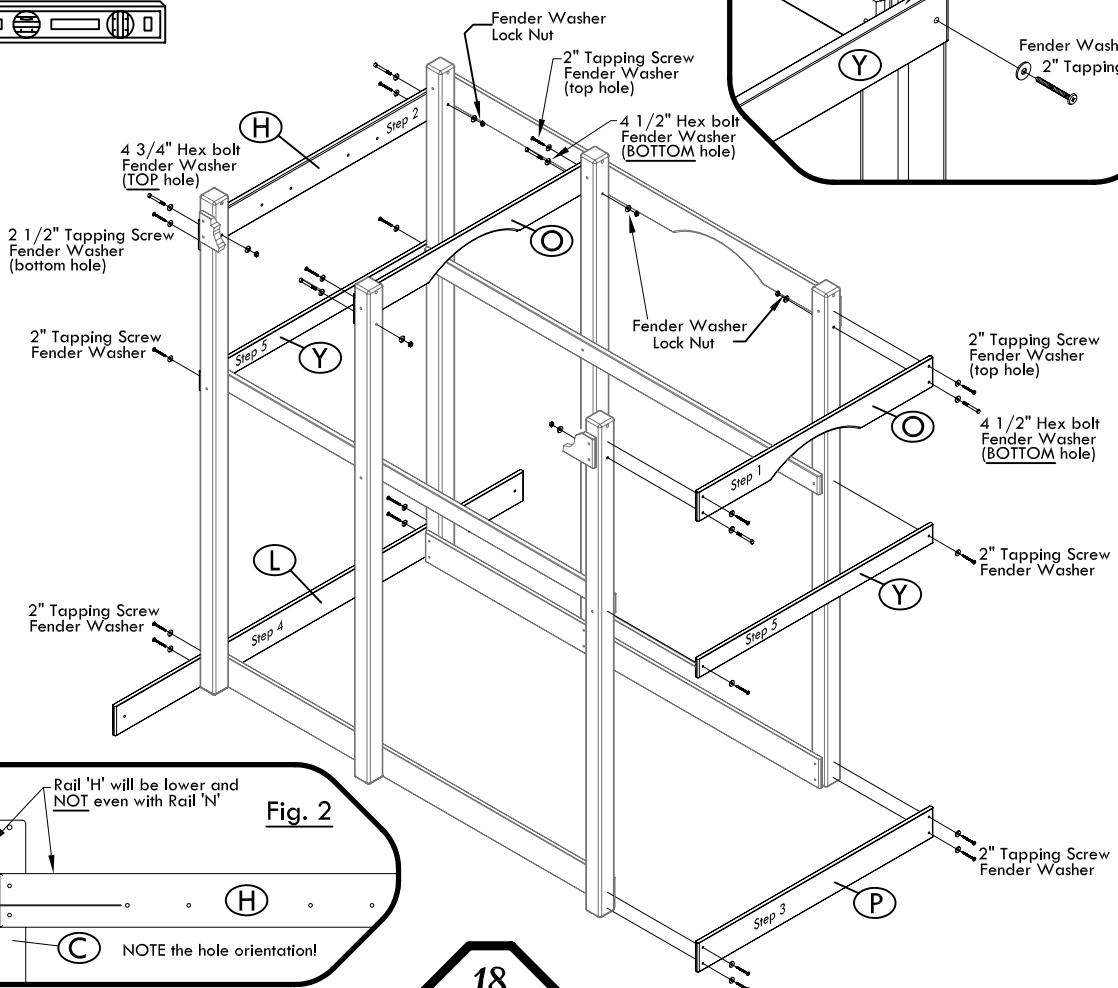 Fender Washer
Lock Nut
2" Tapping Screw
Fender Washer
(top hole)
4 1/2" Hex bolt
Fender Washer
(BOTTOM hole)
Y
Fender Wash
2" Tapping
H
Step 2
4 3/4" Hex bolt
Fender Washer
(TOP hole)
2 1/2" Tapping Screw
Fender Washer
(bottom hole)
O
2" Tapping Screw
Fender Washer
Step 5
Y
Fender Washer
Lock Nut
2" Tapping Screw
Fender Washer
(top hole)
O
4 1/2" Hex bolt
Fender Washer
(BOTTOM hole)
Step 1
L
2" Tapping Screw
Fender Washer
Y
2" Tapping Screw
Fender Washer
Step 4
Step 5
Rail 'H' will be lower and
NOT even with Rail 'N'
Fig. 2
H
C
NOTE the hole orientation!
2" Tapping Screw
Fender Washer
P
Step 3
18